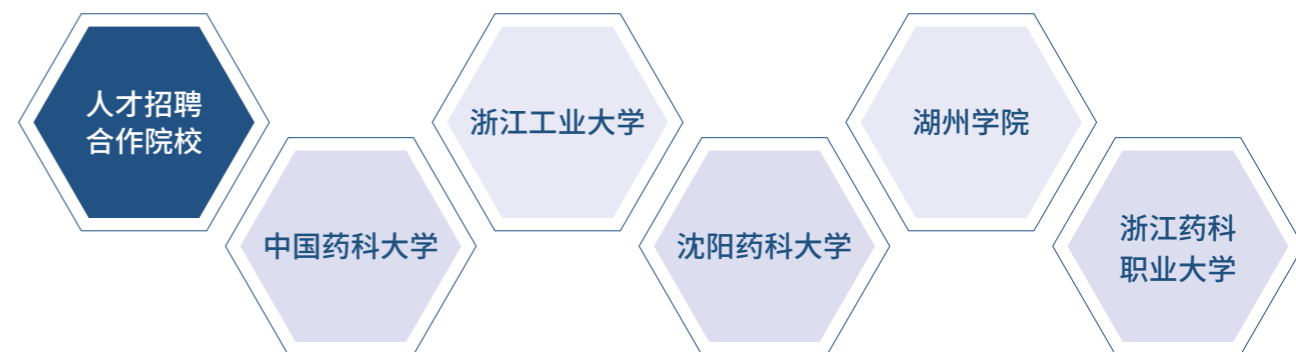 人才招聘
合作院校
中国药科大学
浙江工业大学
沈阳药科大学
湖州学院
浙江药科
职业大学